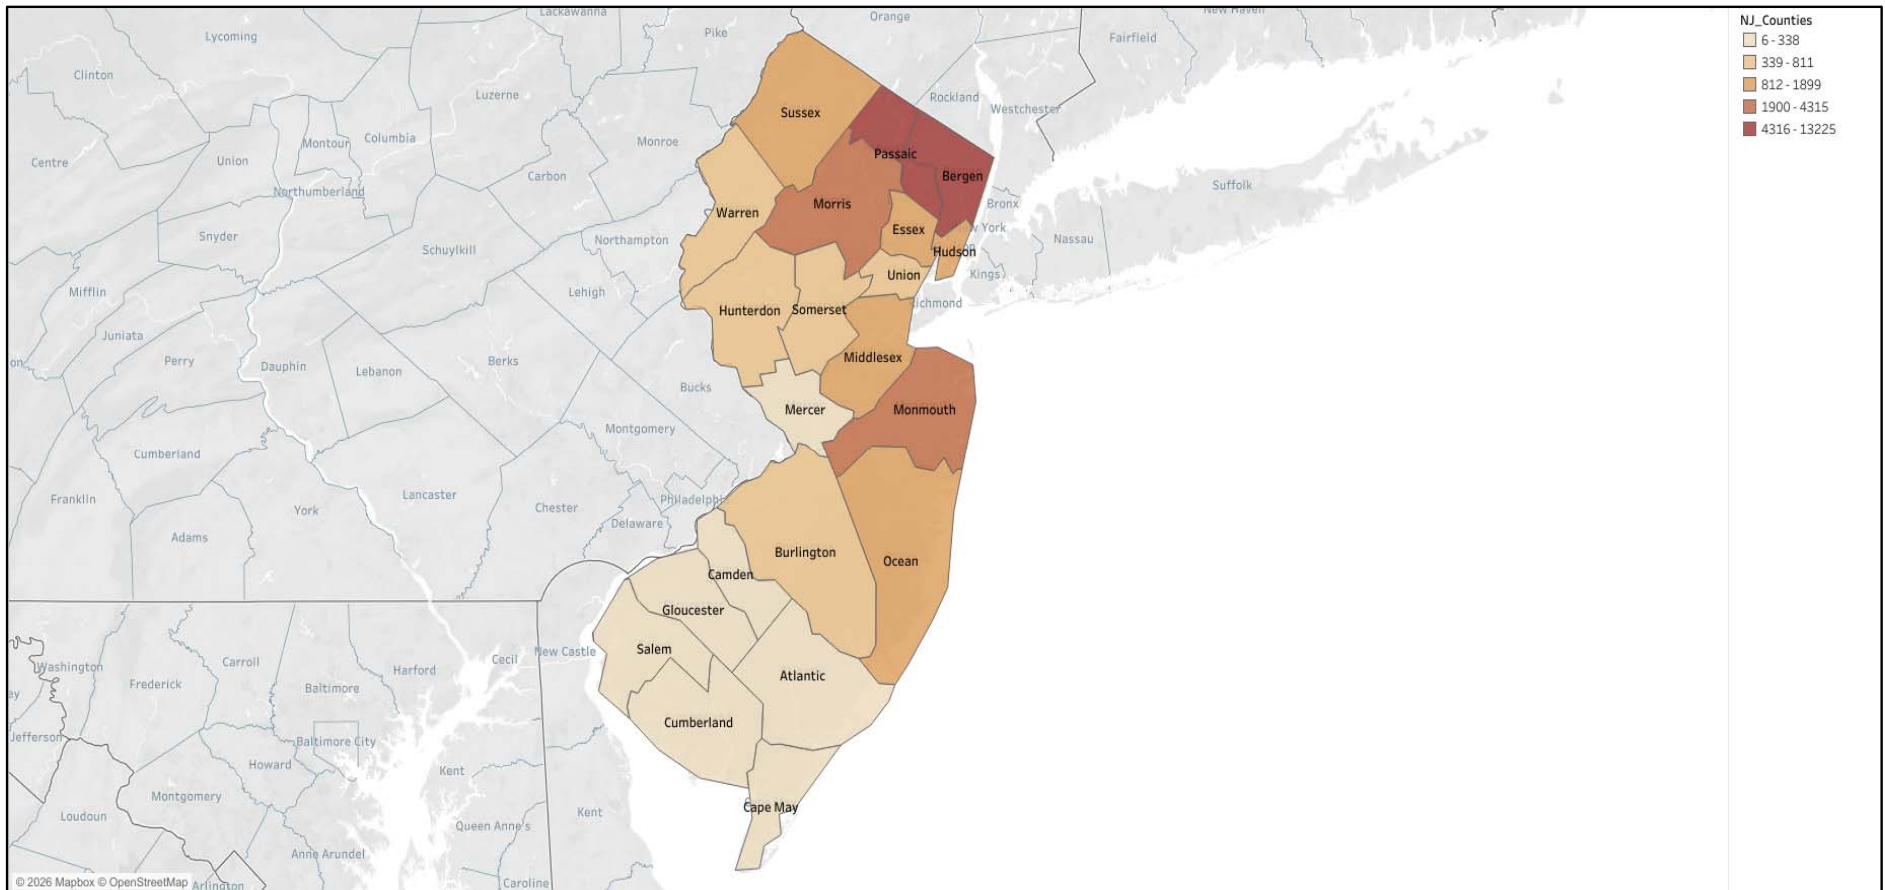 Lackawanna
Orange
New Haven
Lycoming
Pike
Fairfield
Clinton
Luzerne
Rockland
Westchester
Sussex
Montour
Columbia
Monroe
Centre
Union
Passaic
Carbon
Bergen
Northumberland
Suffolk
Warren
Morris
Bronx
Snyder
Essex
w York
Schuylkill
Northampton
Nassau
Hudson
Union
Kings
Mifflin
Lehigh
ichmond
Hunterdon
Somerset
Juniata
Perry
Berks
Middlesex
on
Dauphin
Lebanon
Bucks
Mercer
Monmouth
Montgomery
Cumberland
Franklin
Lancaster
Philadelphi
York
Chester
Delaware
Adams
Burlington
Ocean
Camden
Gloucester
Salem
New Castle
Cecil
Washington
Carroll
Harford
Atlantic
Frederick
Baltimore
ey
Cumberland
Jefferson
Baltimore City
Howard
Kent
Montgomery
Cape May
Loudoun
Kent
Queen Anne's
Anne Arundel
Caroline
Arlington
© 2026 Mapbox © OpenStreetMap
NJ_Counties
6 - 338
339 - 811
812 - 1899
1900 - 4315
4316 - 13225